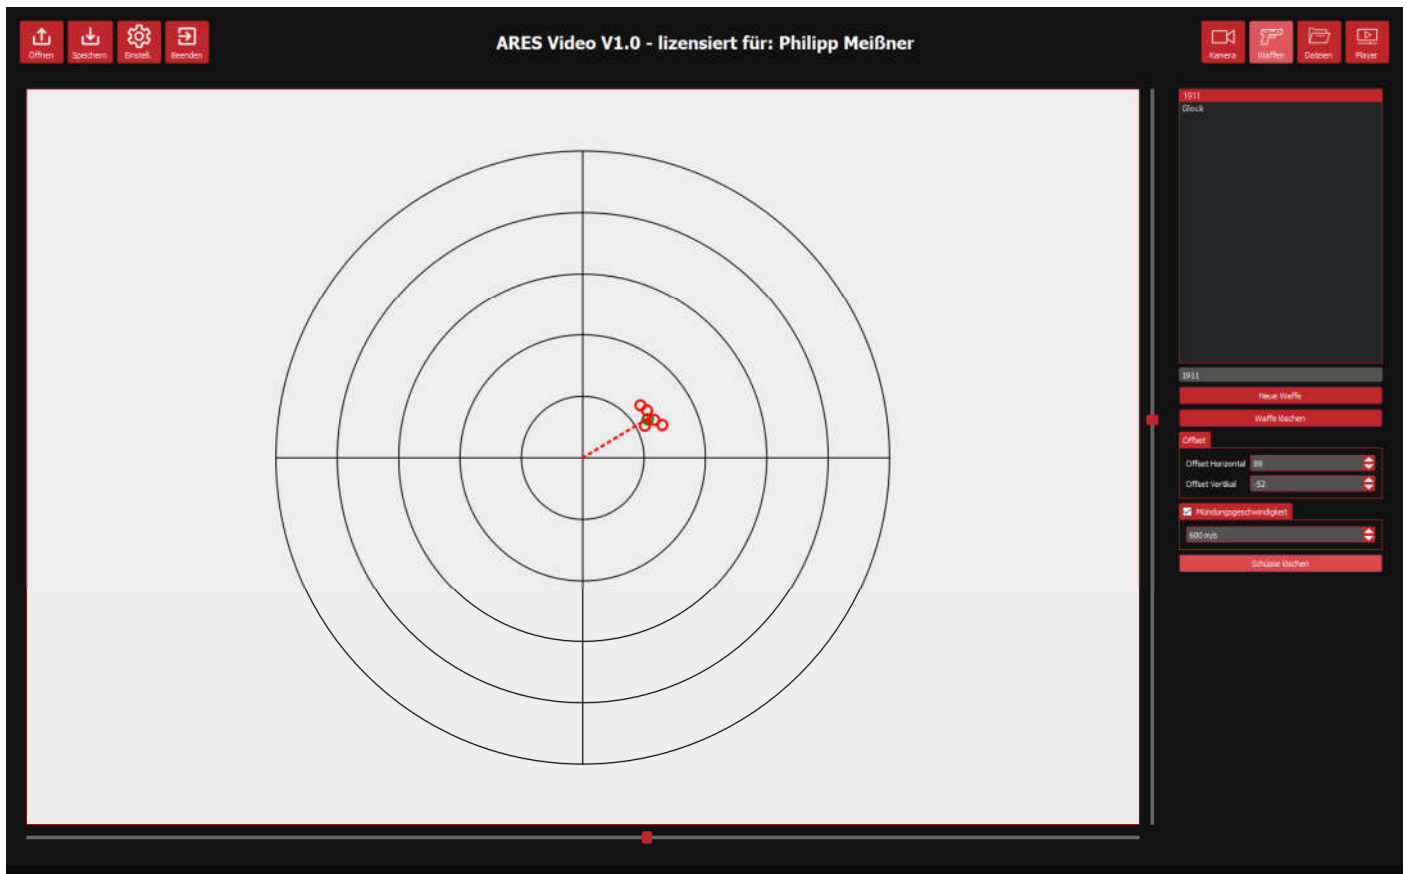 ARES Video V1.0 - lizensiert für: Philipp Meißner
Öffnen
Speichern
Einstell.
Beenden
Kamera
Waffen
Dateien
Player
1911
Glock
1911
Neue Waffe
Waffe löschen
Offset
Offset Horizontal 89
Offset Vertikal -52
Mündungsgeschwindigkeit
600 m/s
Schüsse löschen